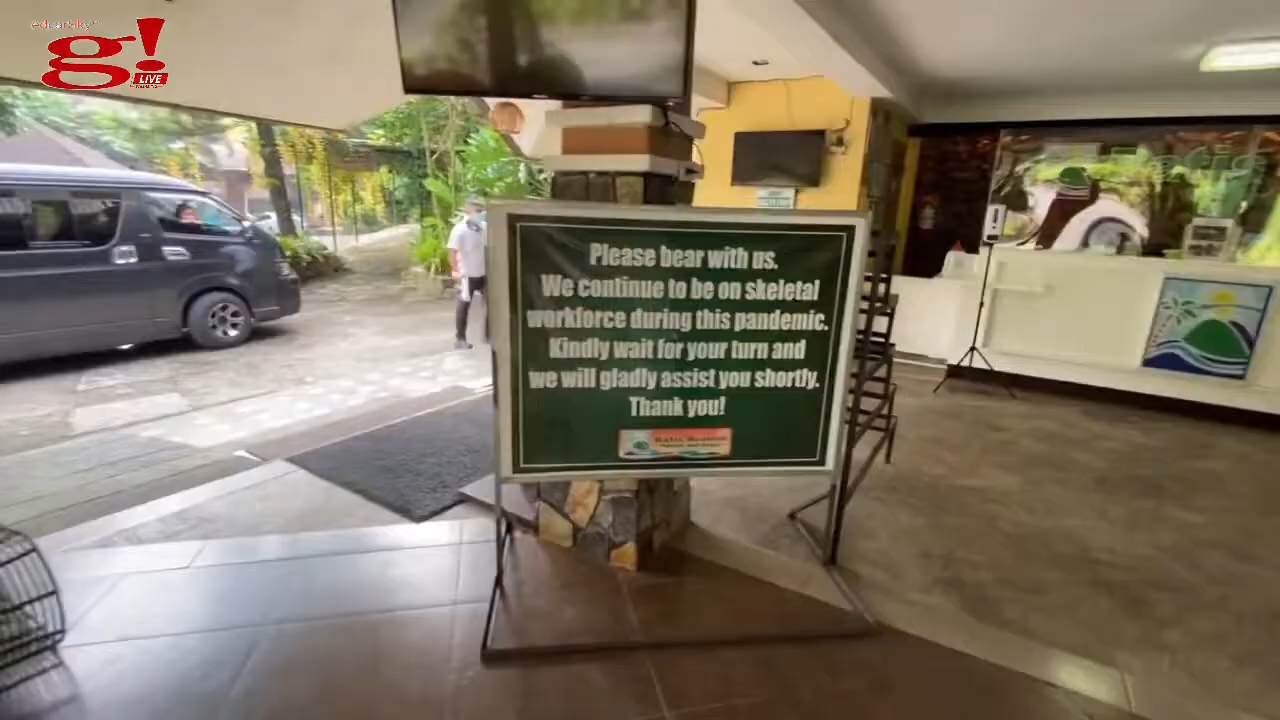 g!
LIVE
Please bear with us.
We continue to be on skeletal
workforce during this pandemic.
Kindly wait for your turn and
we will gladly assist you shortly.
Thank you!